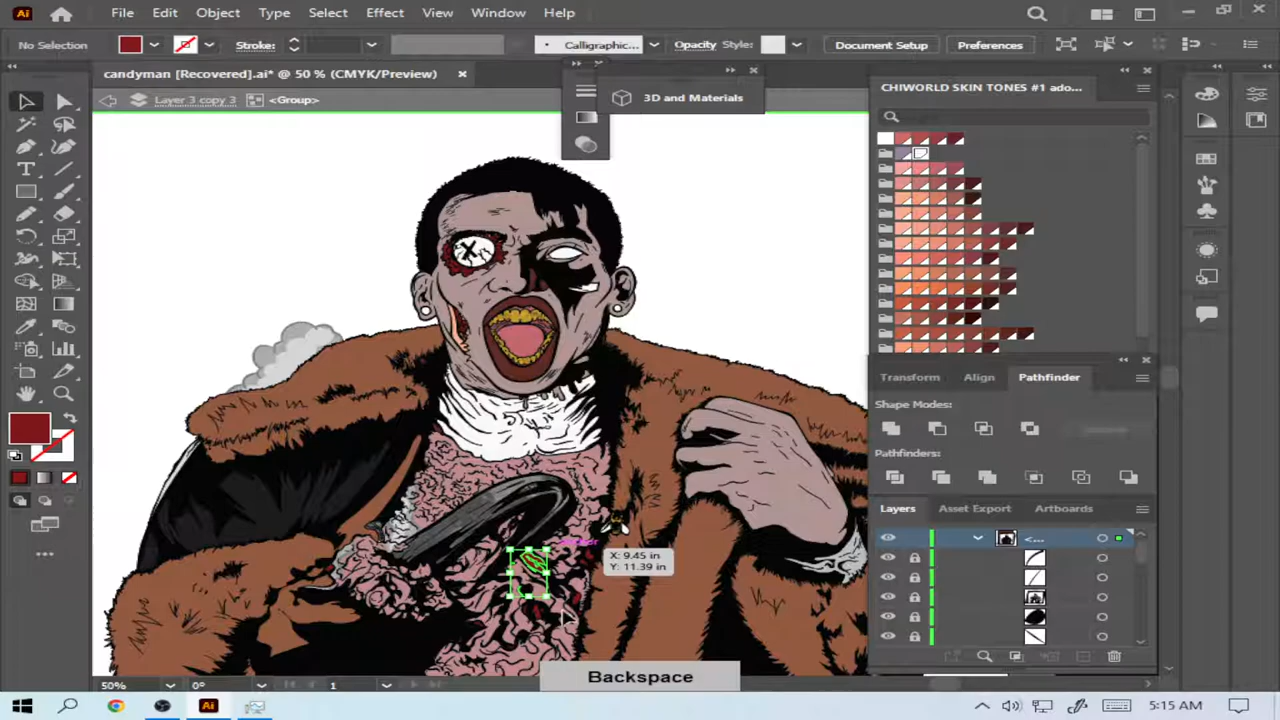 Ai File Edit Object Type Select Effect View Window Help
No Selection Stroke: Calligraphic... Opacity Style: Document Setup Preferences
candyman [Recovered].ai* @ 50 % (CMYK/Preview)
Layer 3 copy 3 <Group>
3D and Materials
CHIWORLD SKIN TONES #1 ado...
Transform Align Pathfinder
Shape Modes:
Pathfinders:
Layers Asset Export Artboards
<...
X: 9.45 in
Y: 11.39 in
Backspace
50% 0° 1
Ai 5:15 AM